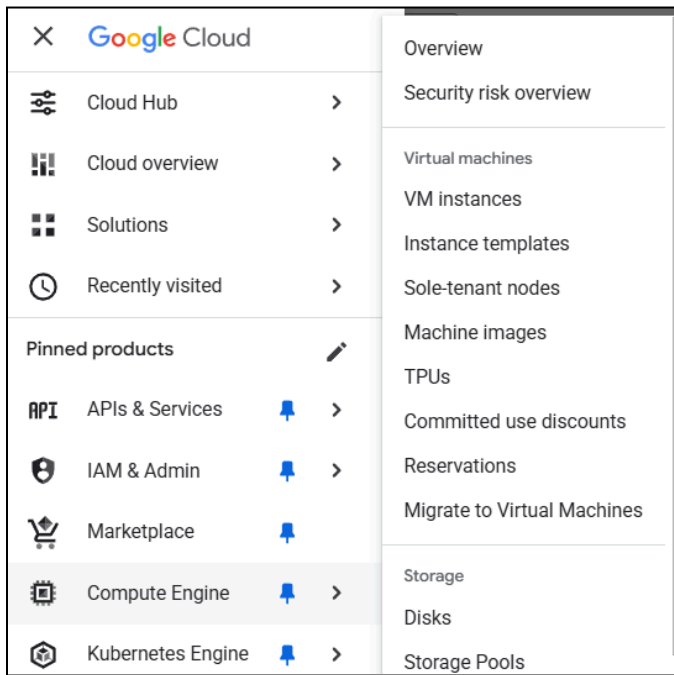 Google Cloud
Cloud Hub
Cloud overview
Solutions
Recently visited
Pinned products
API APIs & Services
IAM & Admin
Marketplace
Compute Engine
Kubernetes Engine
Overview
Security risk overview
Virtual machines
VM instances
Instance templates
Sole-tenant nodes
Machine images
TPUs
Committed use discounts
Reservations
Migrate to Virtual Machines
Storage
Disks
Storage Pools